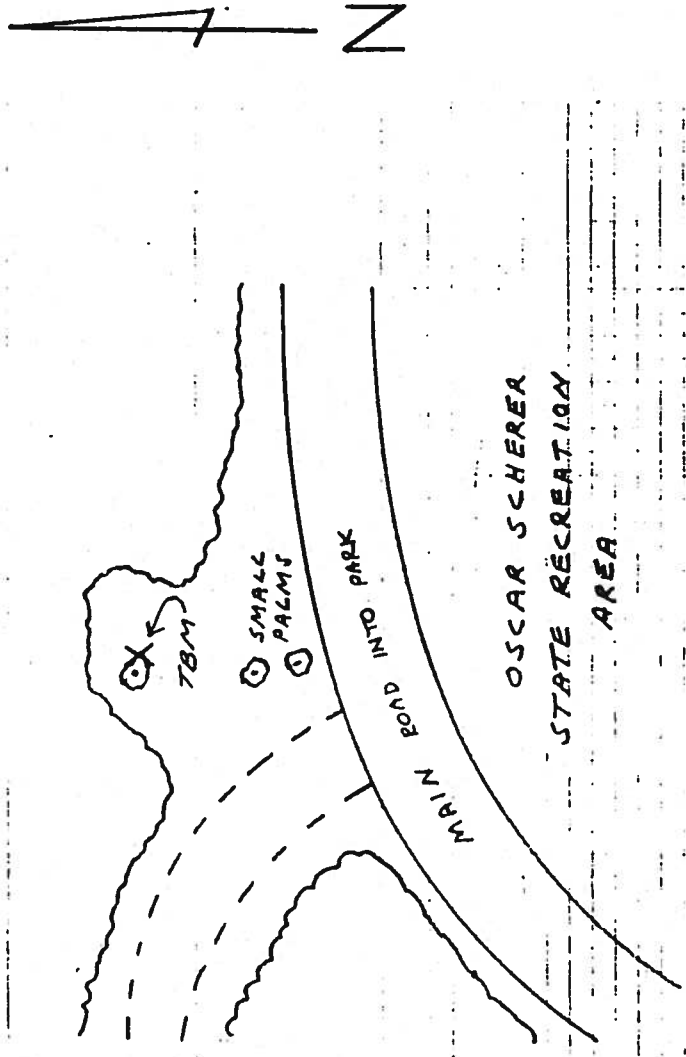 N
TBM
SMALL
PALMS
MAIN ROAD INTO PARK
OSCAR SCHERER
STATE RECREATION
AREA